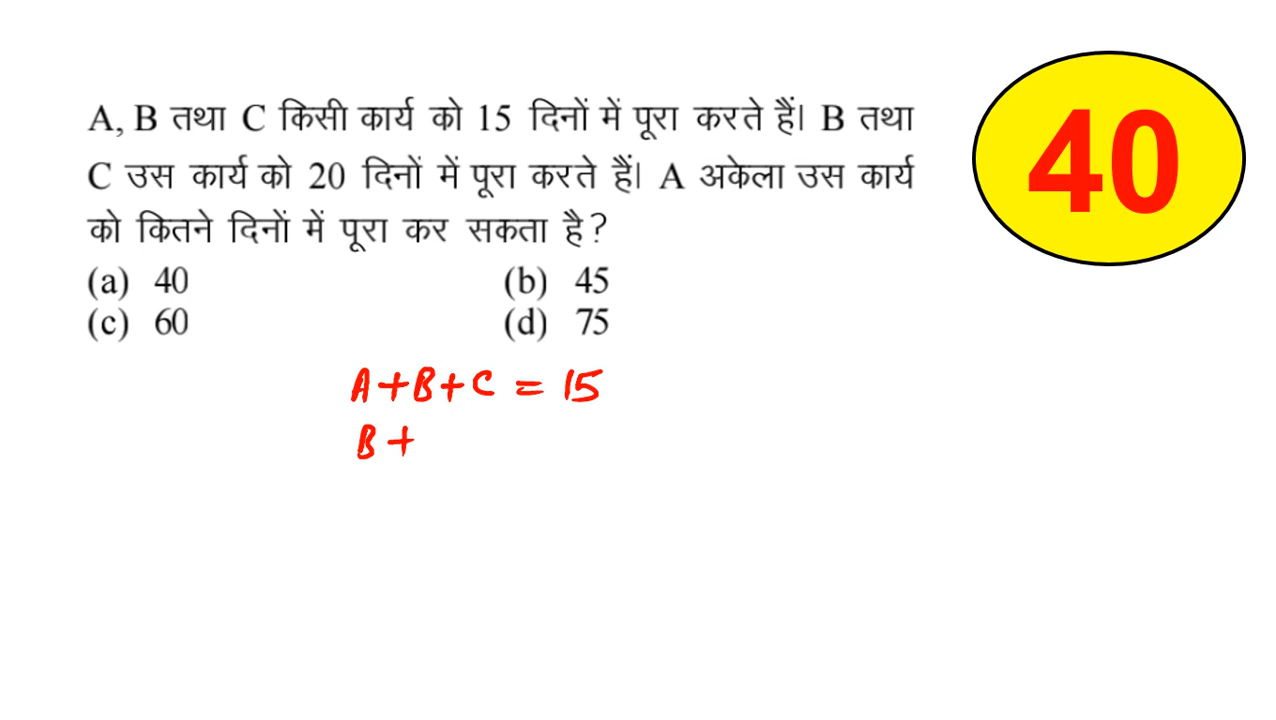 A, B तथा C किसी कार्य को 15 दिनों में पूरा करते हैं। B तथा
C उस कार्य को 20 दिनों में पूरा करते हैं। A अकेला उस कार्य
को कितने दिनों में पूरा कर सकता है?
(a) 40 (b) 45
(c) 60 (d) 75
A+B+C = 15
B +
40